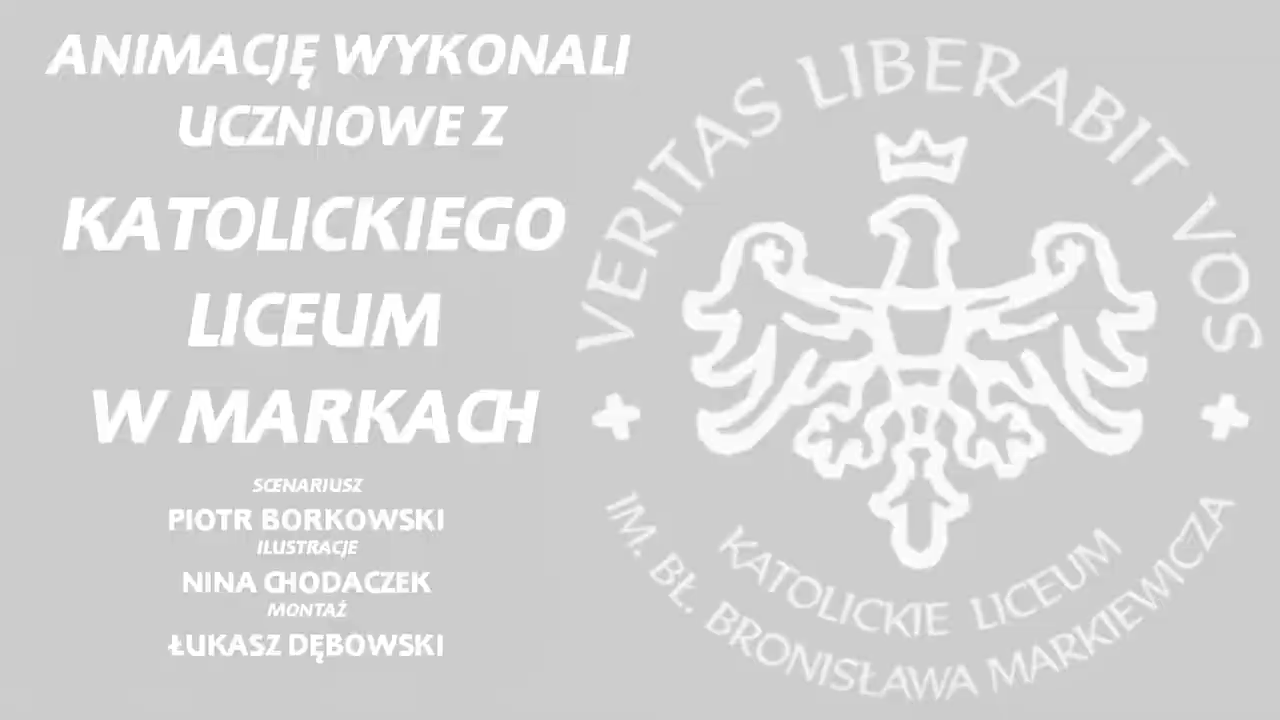 ANIMACJĘ WYKONALI
UCZNIOWE Z
KATOLICKIEGO
LICEUM
W MARKACH
SCENARIUSZ
PIOTR BORKOWSKI
ILUSTRACJE
NINA CHODACZEK
MONTAŻ
ŁUKASZ DĘBOWSKI
VERITAS LIBERABIT VOS
KATOLICKIE LICEUM
IM. BŁ. BRONISŁAWA MARKIEWICZA